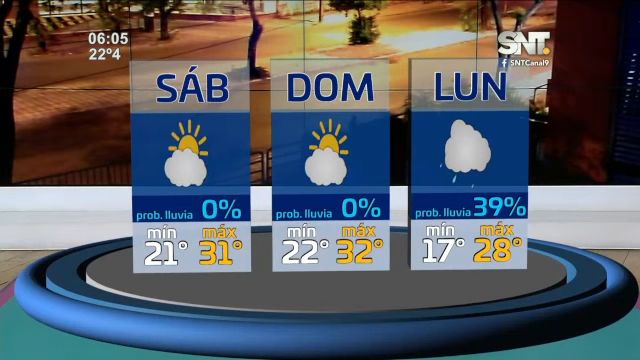 06:05
22°4
SNT.
SNTCanal9
SÁB
prob. lluvia 0%
mín máx
21° 31°
DOM
prob. lluvia 0%
mín máx
22° 32°
LUN
prob. lluvia 39%
mín máx
17° 28°